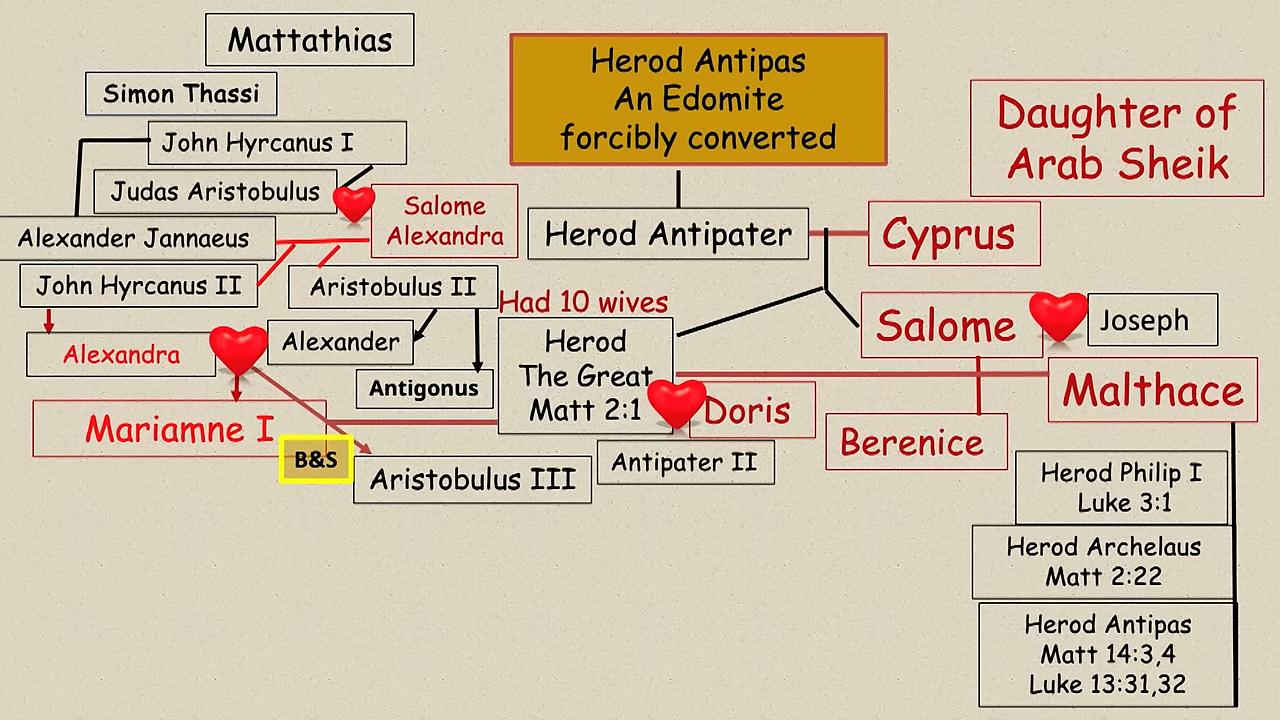 Mattathias
Simon Thassi
John Hyrcanus I
Judas Aristobulus
Salome
Alexandra
Alexander Jannaeus
John Hyrcanus II
Aristobulus II
Alexandra
Alexander
Antigonus
Mariamne I
B&S
Aristobulus III
Herod Antipas
An Edomite
forcibly converted
Daughter of
Arab Sheik
Herod Antipater
Cyprus
Had 10 wives
Herod
The Great
Matt 2:1
Salome
Joseph
Doris
Malthace
Berenice
Antipater II
Herod Philip I
Luke 3:1
Herod Archelaus
Matt 2:22
Herod Antipas
Matt 14:3,4
Luke 13:31,32